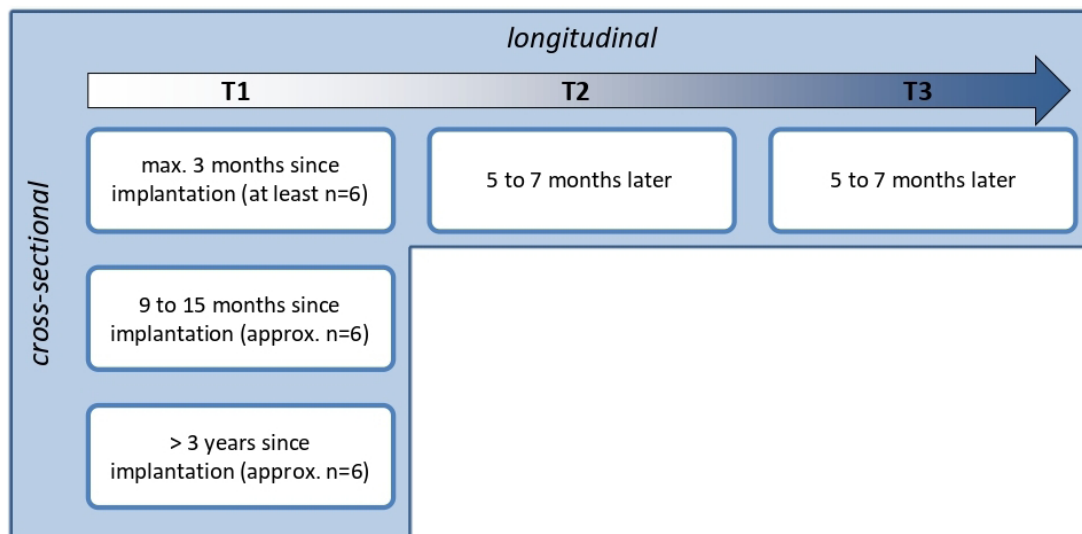 longitudinal
T1
T2
T3
cross-sectional
max. 3 months since
implantation (at least n=6)
5 to 7 months later
5 to 7 months later
9 to 15 months since
implantation (approx. n=6)
> 3 years since
implantation (approx. n=6)